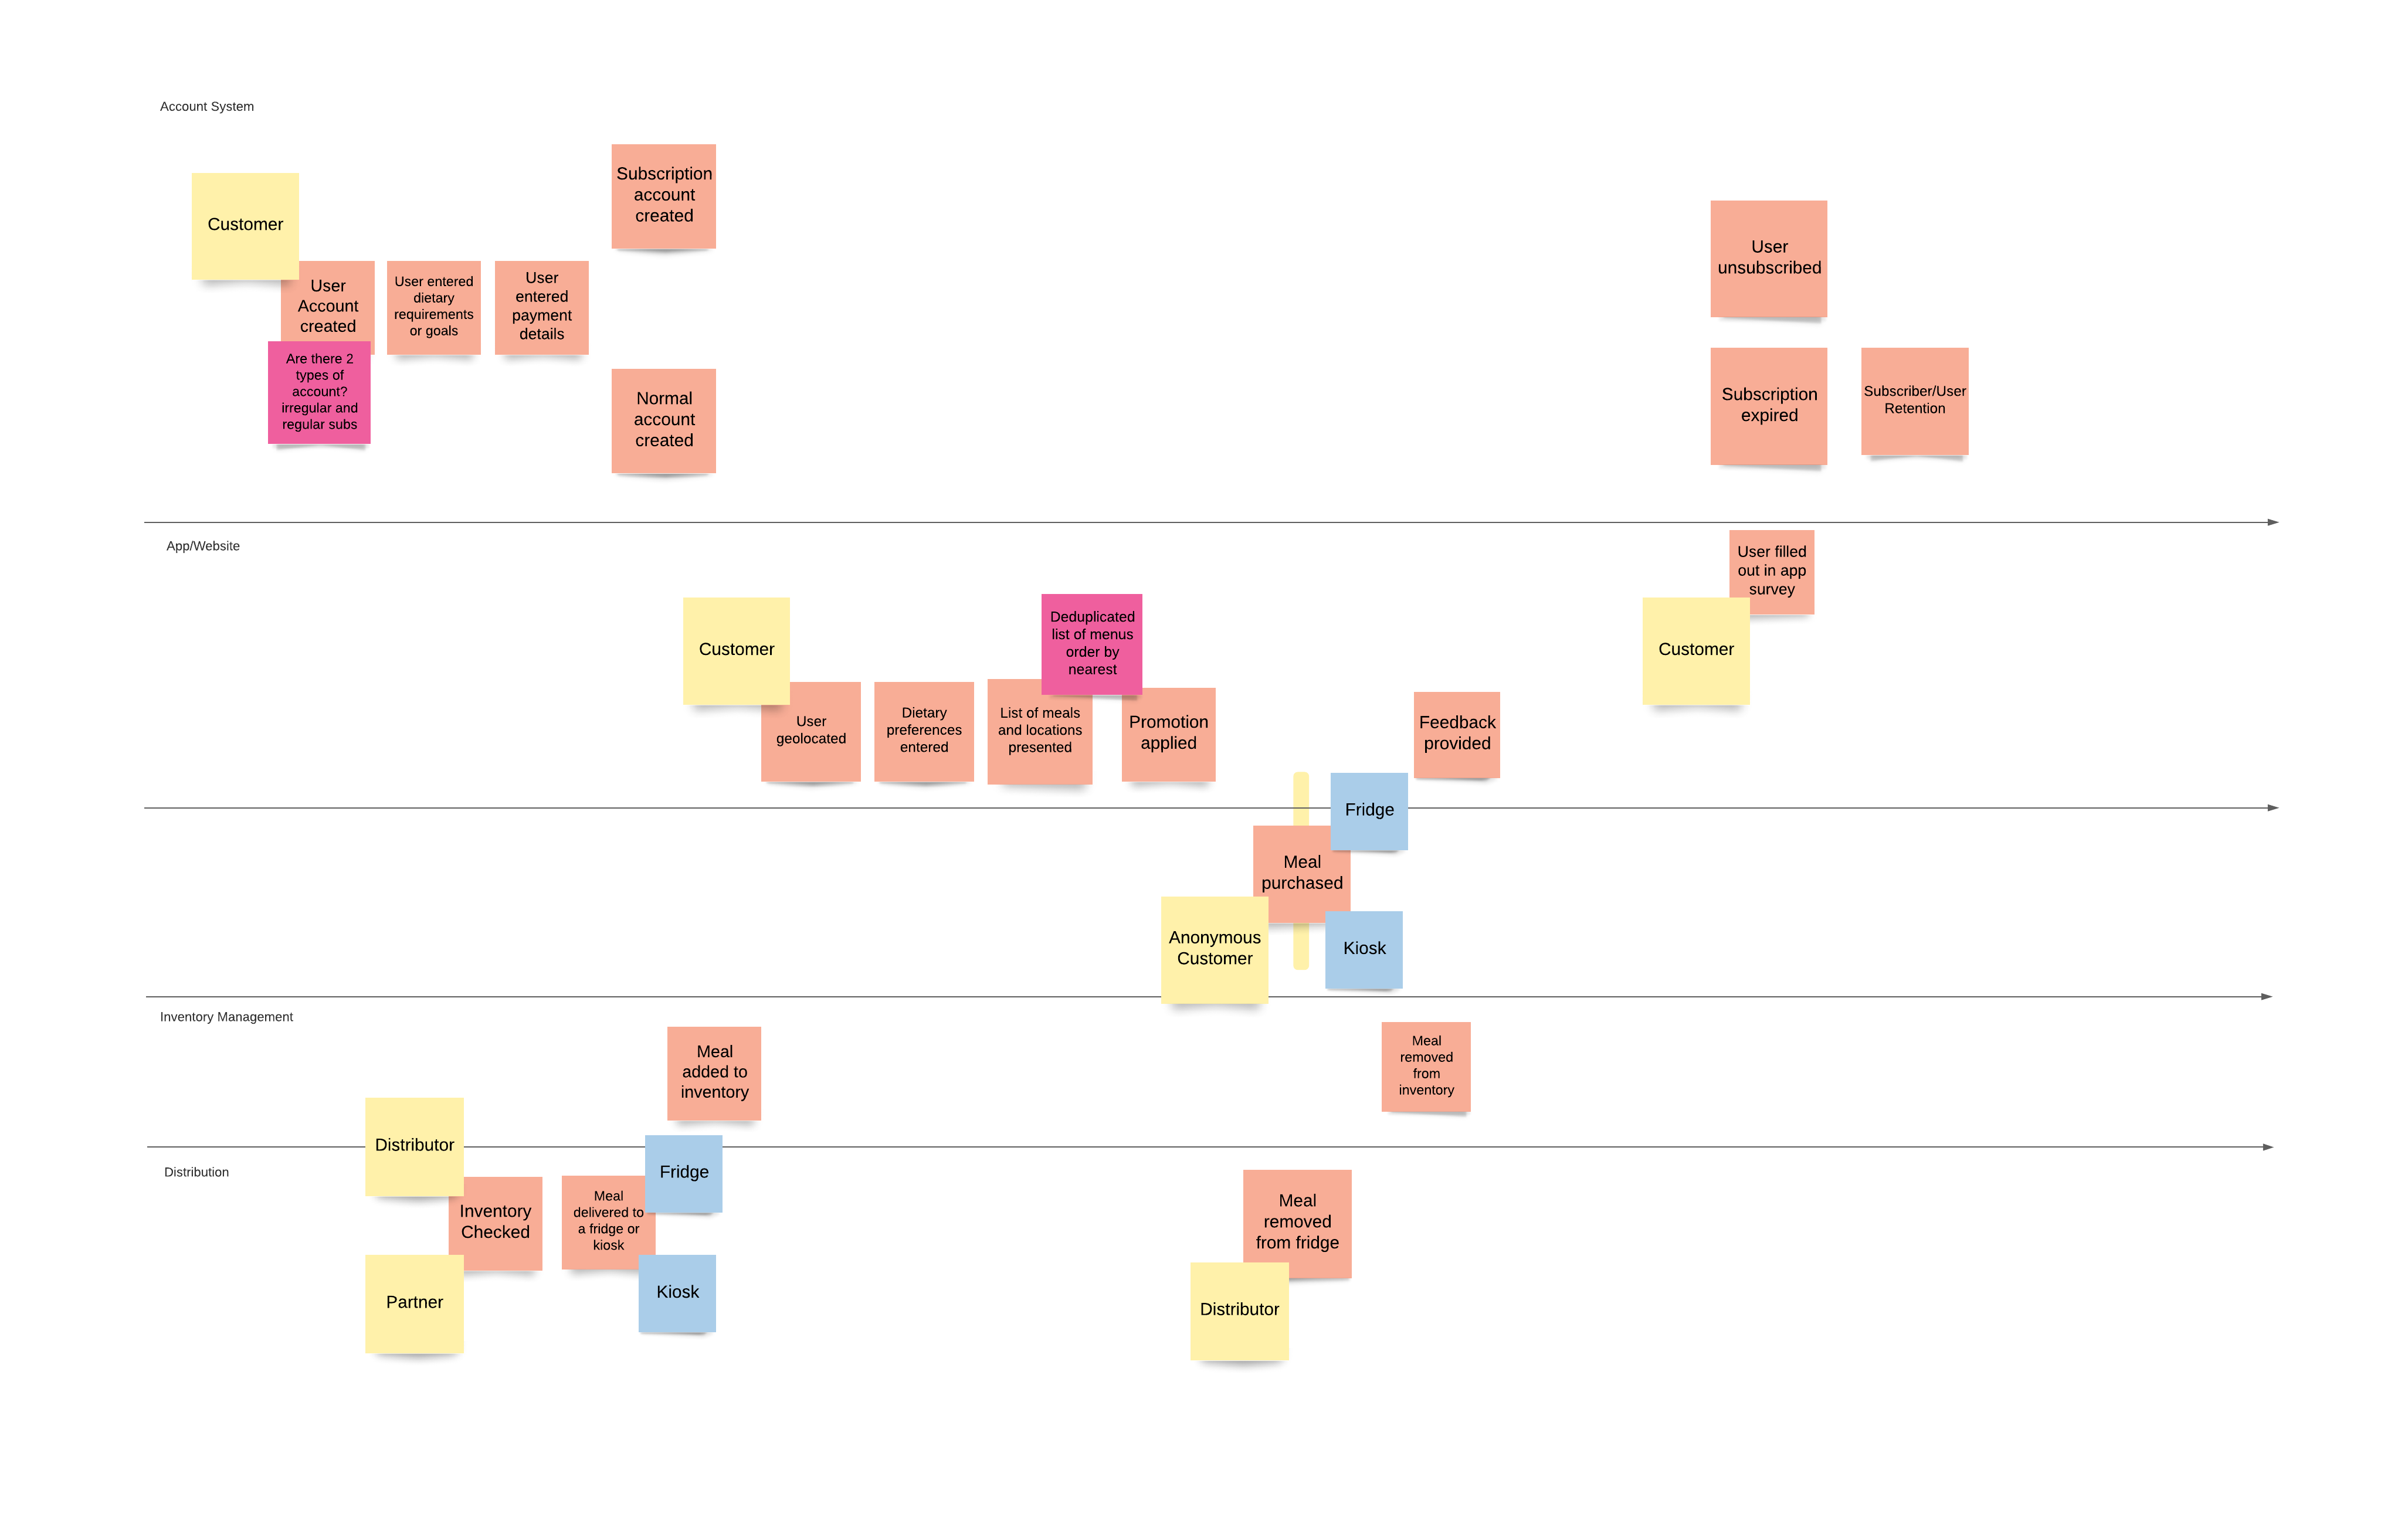 Account System
Customer
User
Account
created
Are there 2
types of
account?
irregular and
regular subs
User entered
dietary
requirements
or goals
User
entered
payment
details
Subscription
account
created
Normal
account
created
User
unsubscribed
Subscription
expired
Subscriber/User
Retention
App/Website
Customer
User
geolocated
Dietary
preferences
entered
List of meals
and locations
presented
Deduplicated
list of menus
order by
nearest
Promotion
applied
Feedback
provided
Customer
User filled
out in app
survey
Fridge
Meal
purchased
Anonymous
Customer
Kiosk
Inventory Management
Meal
added to
inventory
Meal
removed
from
inventory
Distribution
Distributor
Inventory
Checked
Partner
Meal
delivered to
a fridge or
kiosk
Fridge
Kiosk
Meal
removed
from fridge
Distributor